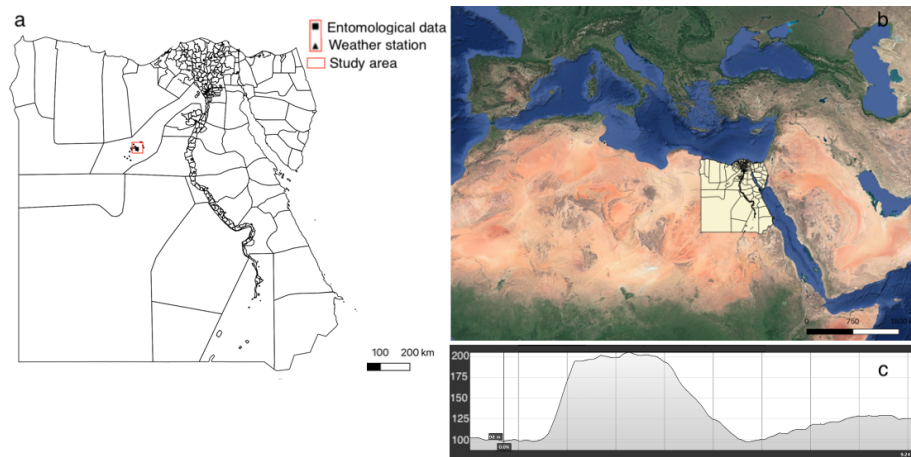 a
Entomological data
Weather station
Study area
100 200 km
b
0 750
200
175
150
125
100
c